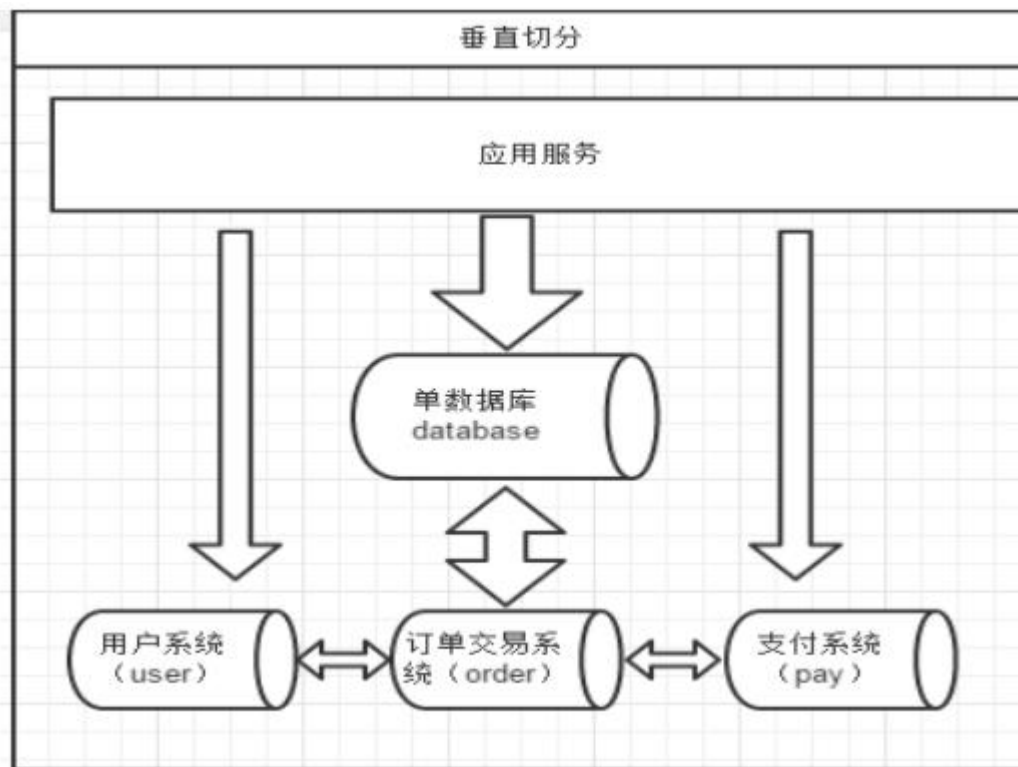 垂直切分
应用服务
单数据库
database
用户系统
（user）
订单交易系
统（order）
支付系统
（pay）